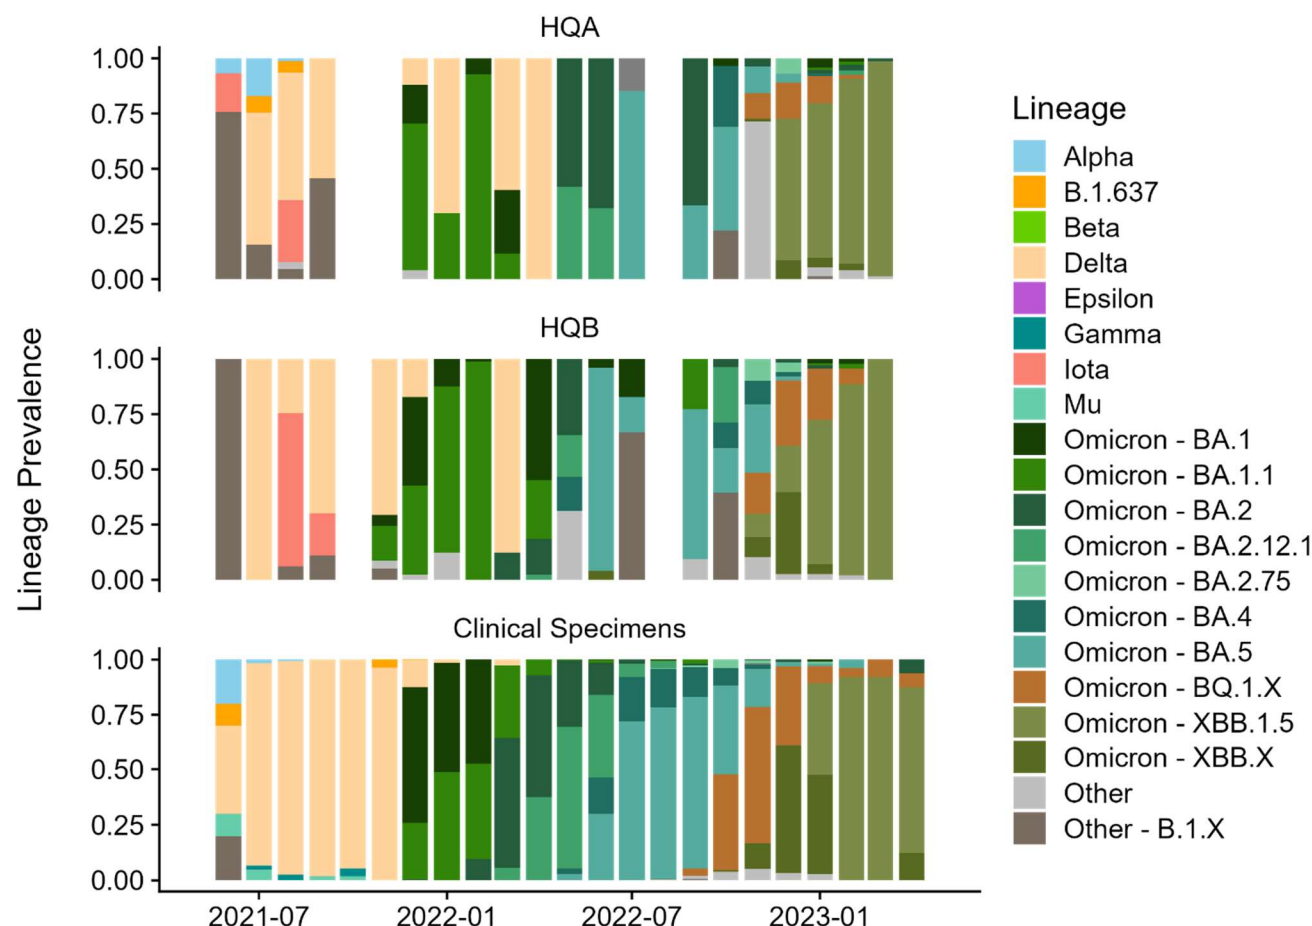 HQA
1.00
0.75
0.50
0.25
0.00
HQB
1.00
0.75
0.50
0.25
0.00
Clinical Specimens
1.00
0.75
0.50
0.25
0.00
2021-07 2022-01 2022-07 2023-01
Lineage Prevalence
Lineage
Alpha
B.1.637
Beta
Delta
Epsilon
Gamma
Iota
Mu
Omicron - BA.1
Omicron - BA.1.1
Omicron - BA.2
Omicron - BA.2.12.1
Omicron - BA.2.75
Omicron - BA.4
Omicron - BA.5
Omicron - BQ.1.X
Omicron - XBB.1.5
Omicron - XBB.X
Other
Other - B.1.X